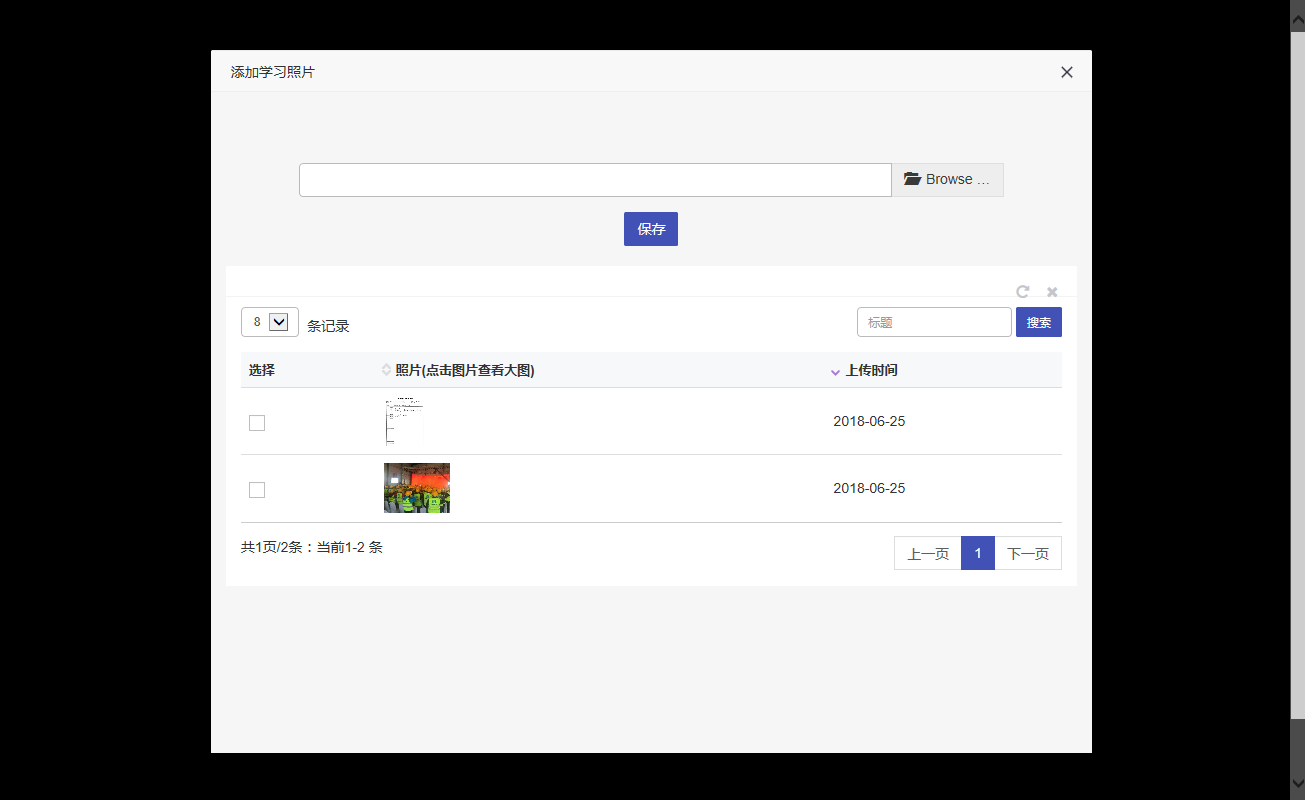 添加学习照片
Browse …
保存
8 条记录
标题
搜索
选择 照片(点击图片查看大图) 上传时间
2018-06-25
2018-06-25
共1页/2条：当前1-2 条
上一页 1 下一页